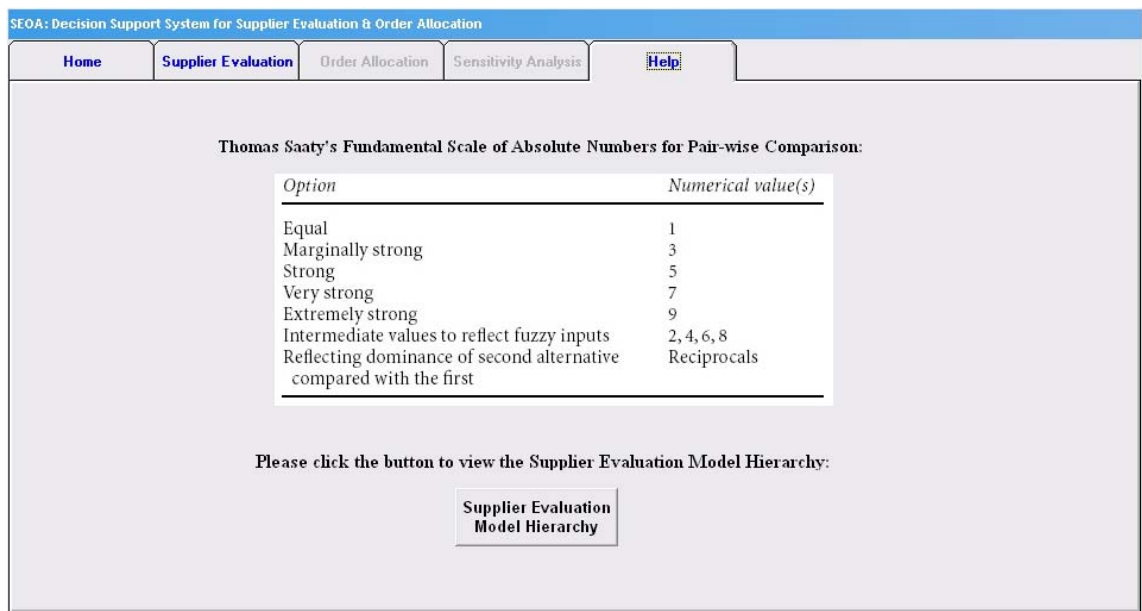 SEOA: Decision Support System for Supplier Evaluation & Order Allocation
Home Supplier Evaluation Order Allocation Sensitivity Analysis Help
Thomas Saaty's Fundamental Scale of Absolute Numbers for Pair-wise Comparison:
Option Numerical value(s)
Equal 1
Marginally strong 3
Strong 5
Very strong 7
Extremely strong 9
Intermediate values to reflect fuzzy inputs 2, 4, 6, 8
Reflecting dominance of second alternative Reciprocals
compared with the first
Please click the button to view the Supplier Evaluation Model Hierarchy:
Supplier Evaluation
Model Hierarchy